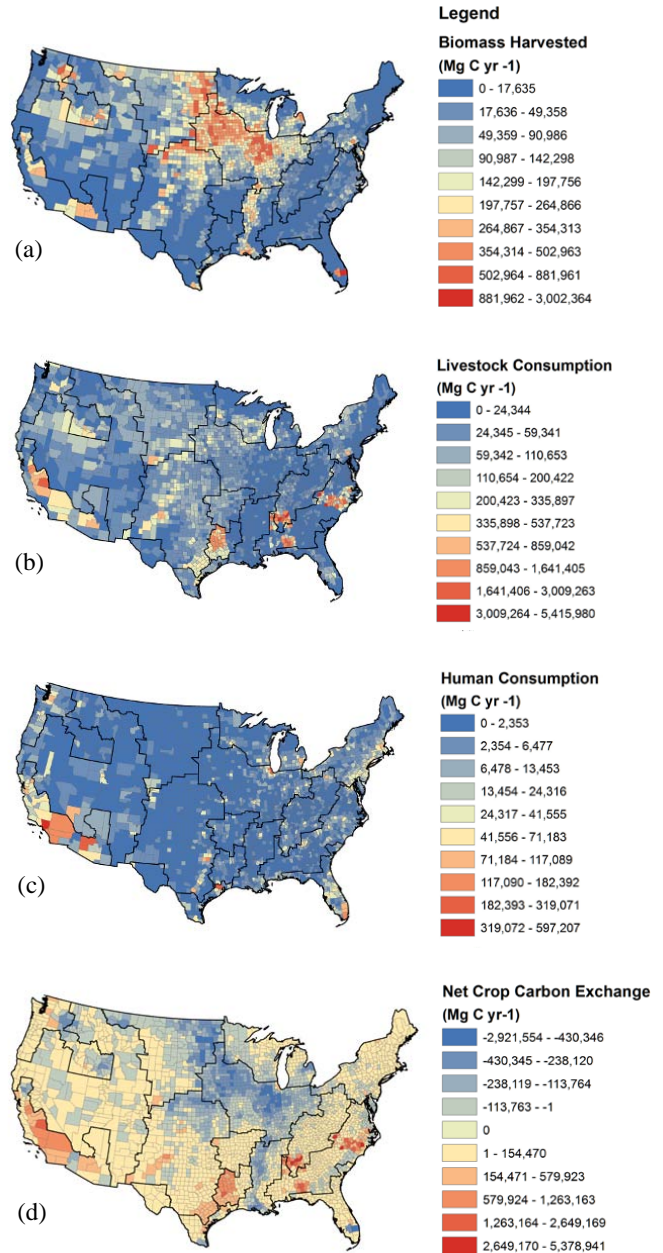 Legend
Biomass Harvested
(Mg C yr -1)
0 - 17,635
17,636 - 49,358
49,359 - 90,986
90,987 - 142,298
142,299 - 197,756
197,757 - 264,866
264,867 - 354,313
354,314 - 502,963
502,964 - 881,961
881,962 - 3,002,364
(a)
Livestock Consumption
(Mg C yr -1)
0 - 24,344
24,345 - 59,341
59,342 - 110,653
110,654 - 200,422
200,423 - 335,897
335,898 - 537,723
537,724 - 859,042
859,043 - 1,641,405
1,641,406 - 3,009,263
3,009,264 - 5,415,980
(b)
Human Consumption
(Mg C yr -1)
0 - 2,353
2,354 - 6,477
6,478 - 13,453
13,454 - 24,316
24,317 - 41,555
41,556 - 71,183
71,184 - 117,089
117,090 - 182,392
182,393 - 319,071
319,072 - 597,207
(c)
Net Crop Carbon Exchange
(Mg C yr-1)
-2,921,554 - -430,346
-430,345 - -238,120
-238,119 - -113,764
-113,763 - -1
0
1 - 154,470
154,471 - 579,923
579,924 - 1,263,163
1,263,164 - 2,649,169
2,649,170 - 5,378,941
(d)